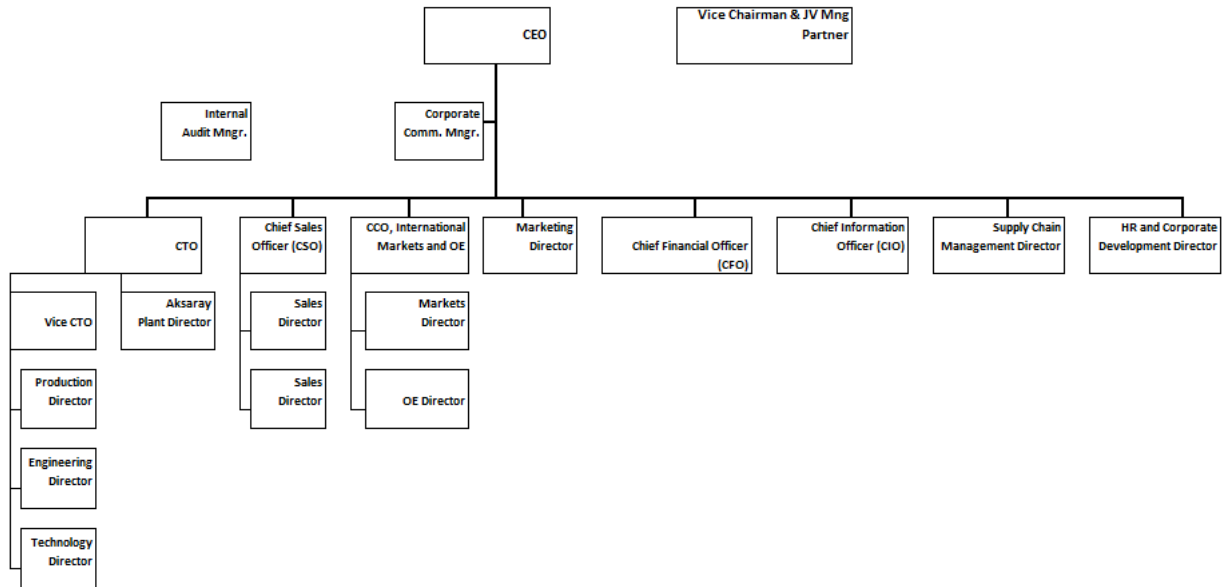 CEO
Vice Chairman & JV Mng
Partner
Internal
Audit Mngr.
Corporate
Comm. Mngr.
CTO
Chief Sales
Officer (CSO)
CCO, International
Markets and OE
Marketing
Director
Chief Financial Officer
(CFO)
Chief Information
Officer (CIO)
Supply Chain
Management Director
HR and Corporate
Development Director
Vice CTO
Aksaray
Plant Director
Sales
Director
Markets
Director
Production
Director
Sales
Director
OE Director
Engineering
Director
Technology
Director